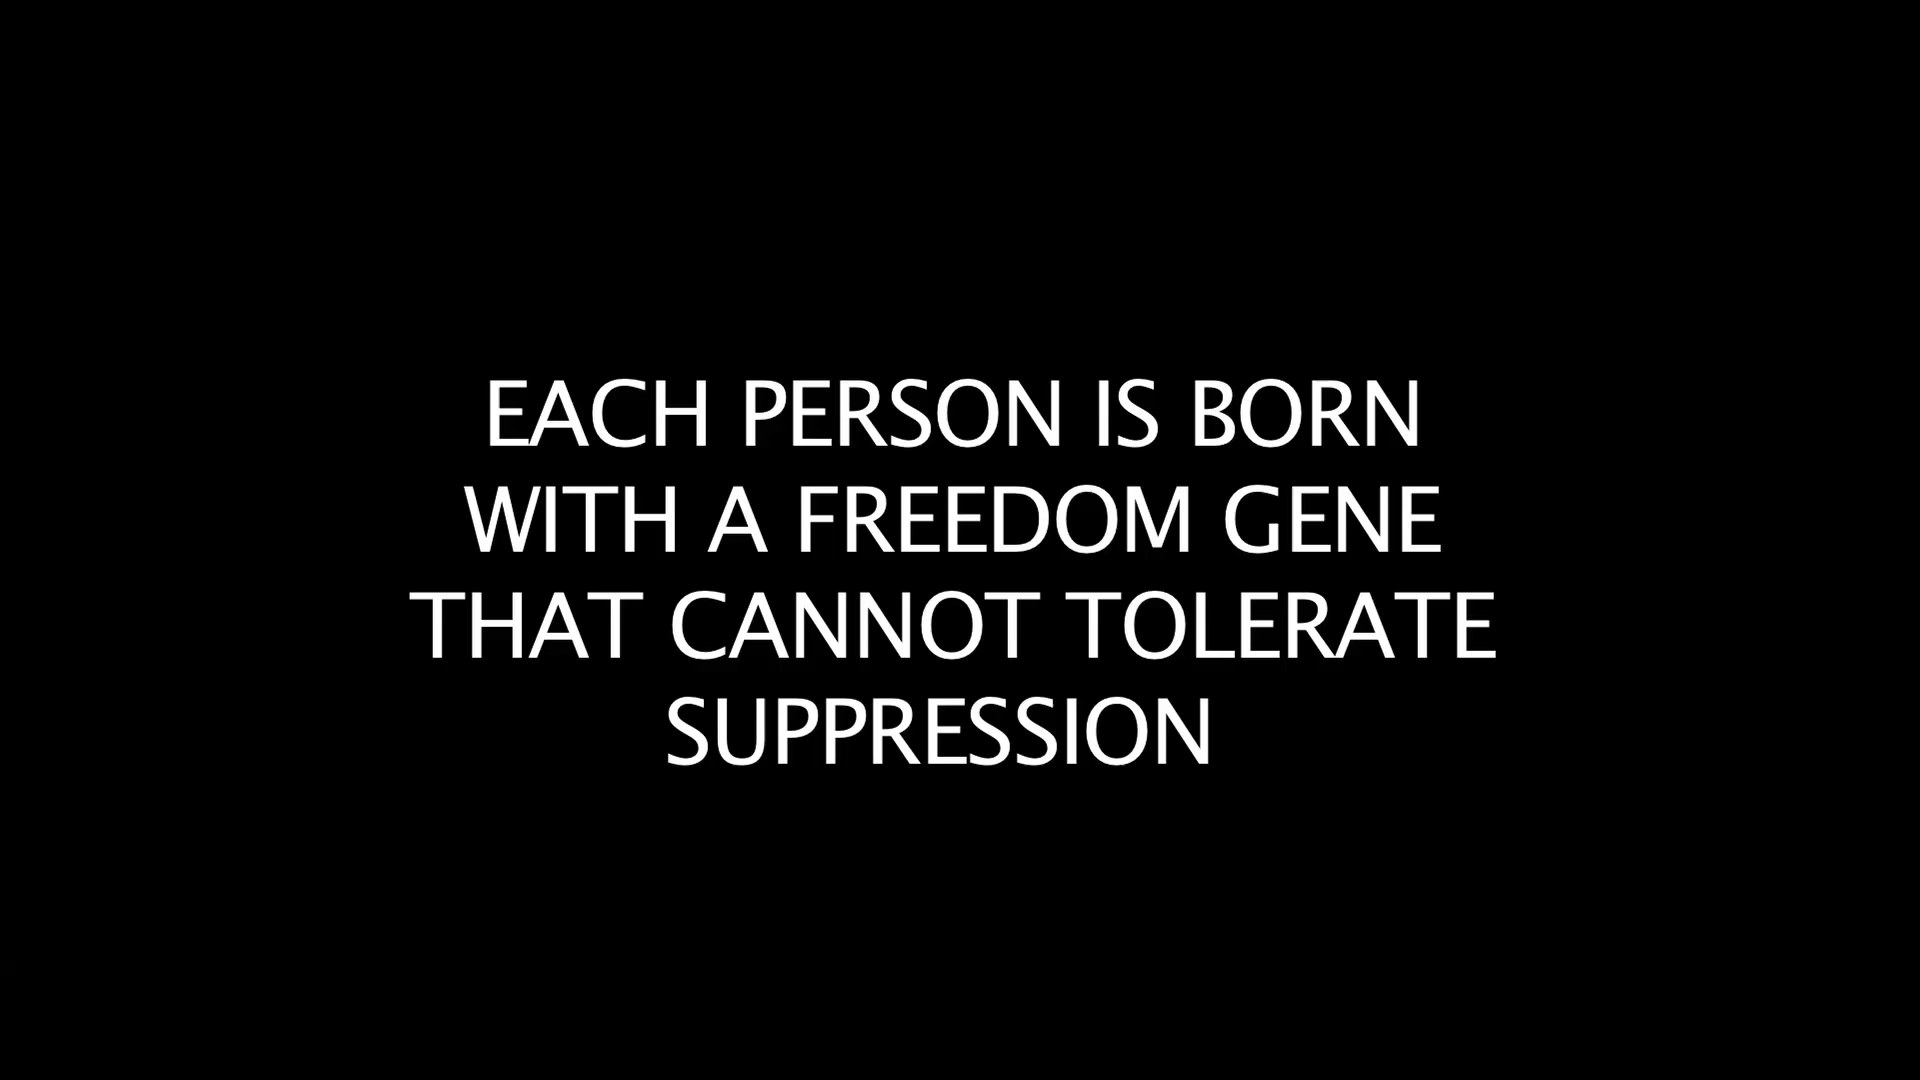 EACH PERSON IS BORN
WITH A FREEDOM GENE
THAT CANNOT TOLERATE
SUPPRESSION